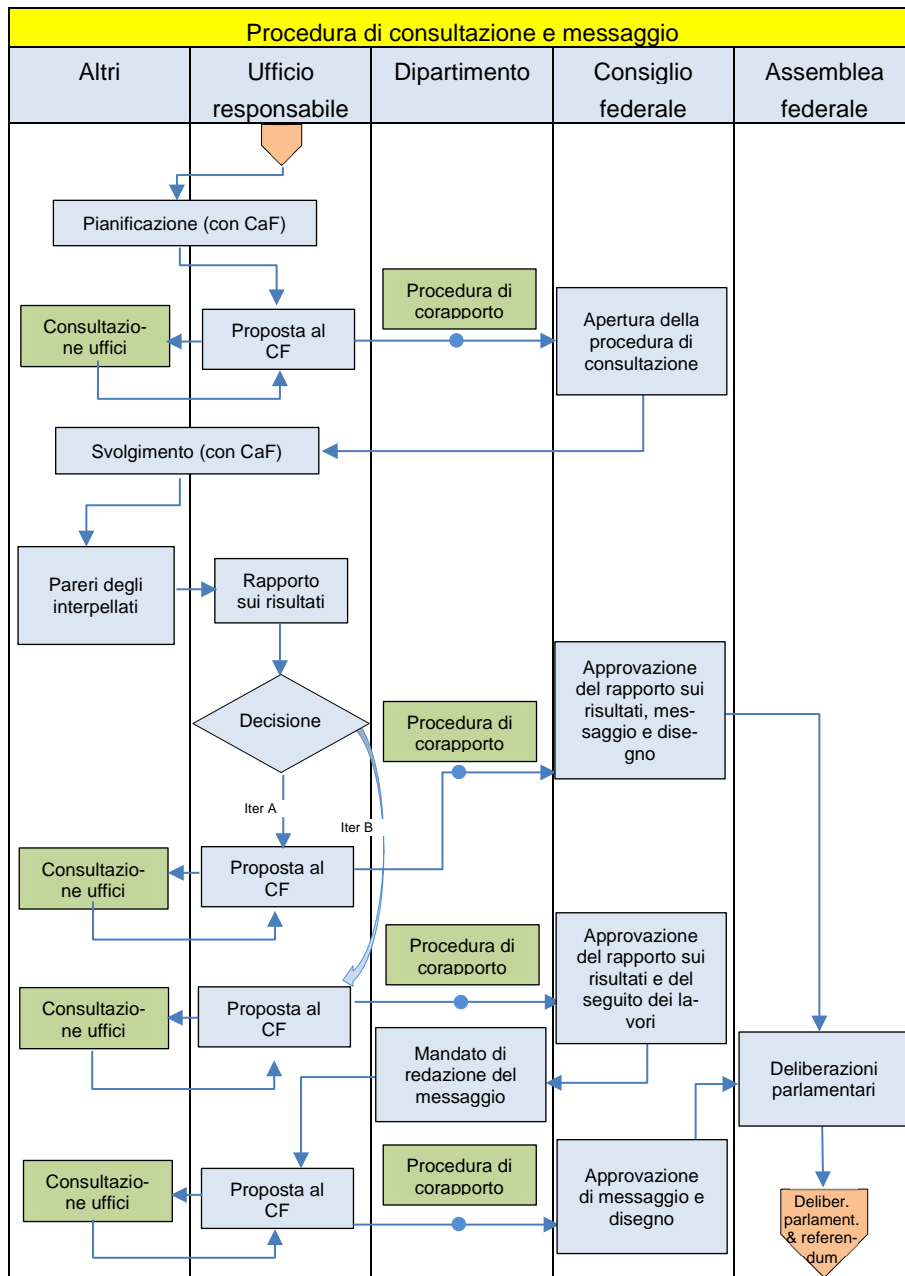 Procedura di consultazione e messaggio
Altri
Ufficio
responsabile
Dipartimento
Consiglio
federale
Assemblea
federale
Pianificazione (con CaF)
Consultazio-
ne uffici
Proposta al
CF
Procedura di
corapporto
Apertura della
procedura di
consultazione
Svolgimento (con CaF)
Pareri degli
interpellati
Rapporto
sui risultati
Decisione
Procedura di
corapporto
Approvazione
del rapporto sui
risultati, mes-
saggio e dise-
gno
Iter A
Iter B
Consultazio-
ne uffici
Proposta al
CF
Procedura di
corapporto
Approvazione
del rapporto sui
risultati e del
seguito dei la-
vori
Consultazio-
ne uffici
Proposta al
CF
Mandato di
redazione del
messaggio
Deliberazioni
parlamentari
Consultazio-
ne uffici
Proposta al
CF
Procedura di
corapporto
Approvazione
di messaggio e
disegno
Deliber.
parlament.
& referen-
dum